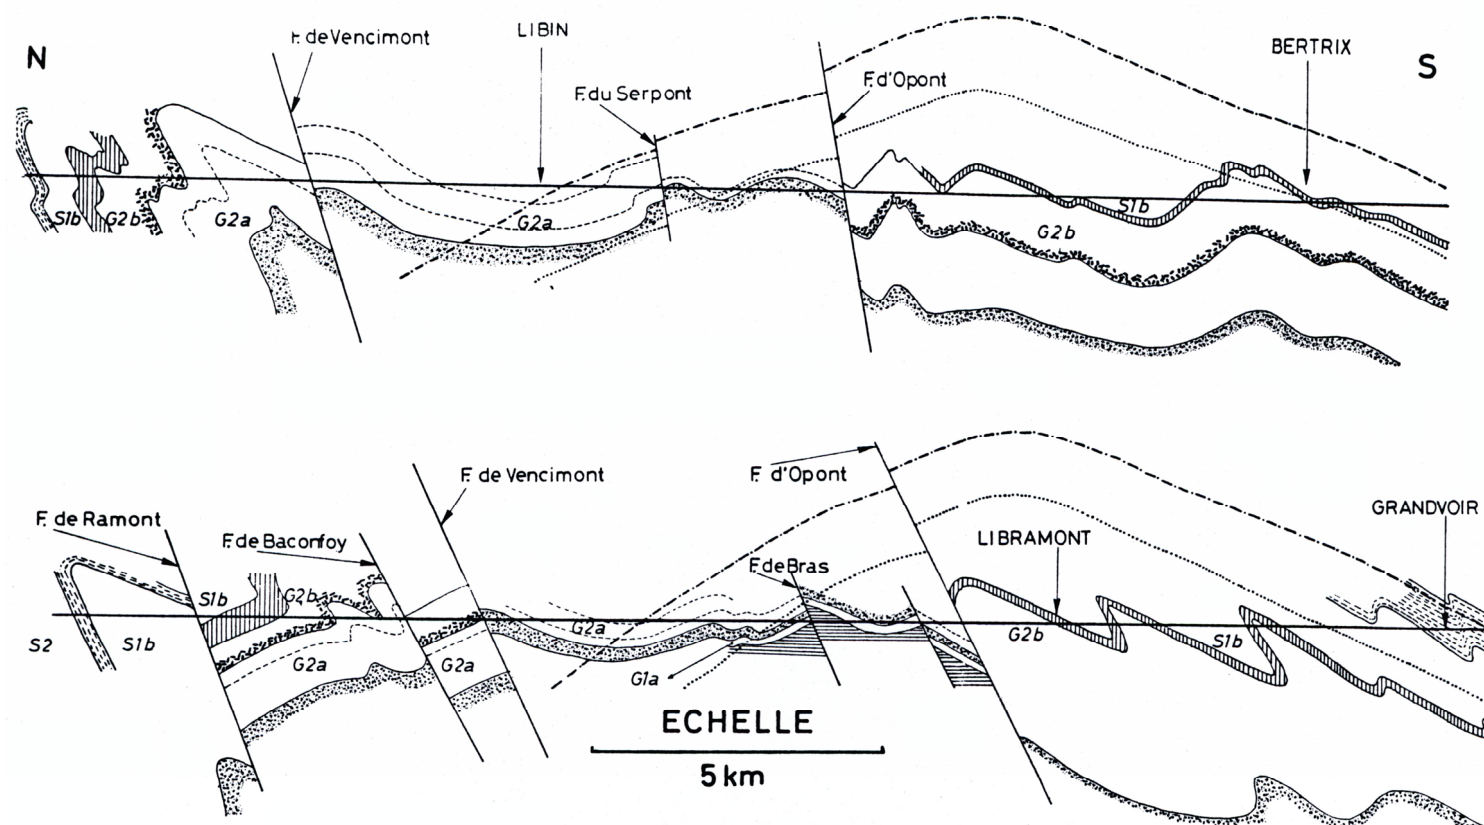 N
F. de Vencimont
LIBIN
F. du Serpont
F. d'Opont
BERTRIX
S
S1b
G2b
G2a
G2a
S1b
G2b
F. de Ramont
F. de Baconfoy
F. de Vencimont
F. d'Opont
F. de Bras
LIBRAMONT
GRANDVOIR
S2
S1b
S1b
G2b
G2a
G2a
G2a
G1a
G2b
S1b
ECHELLE
5 km